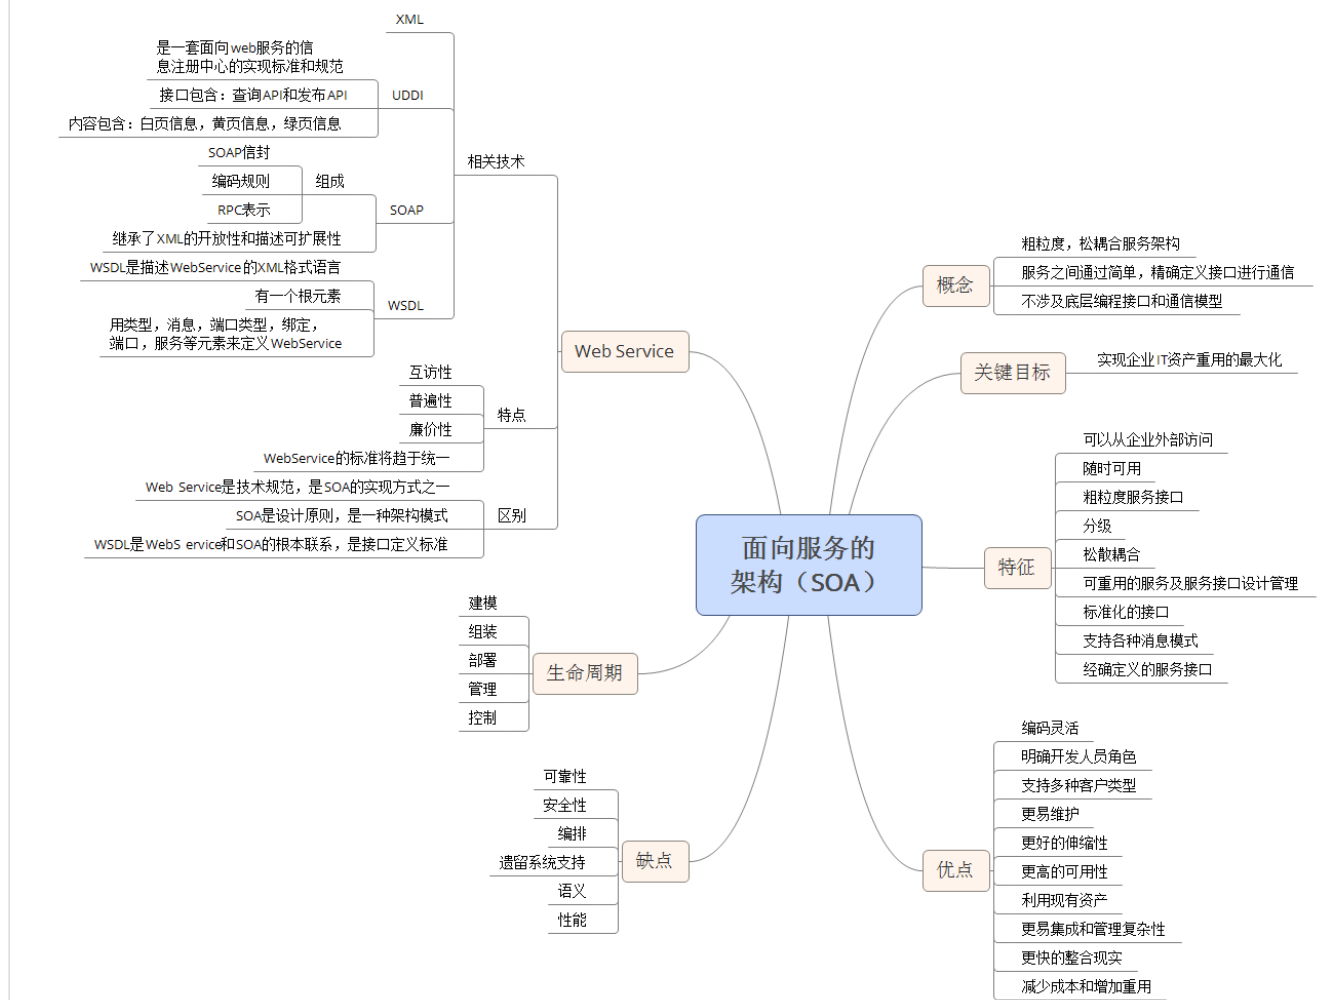 面向服务的
架构（SOA）
概念
粗粒度，松耦合服务架构
服务之间通过简单，精确定义接口进行通信
不涉及底层编程接口和通信模型
关键目标
实现企业IT资产重用的最大化
特征
可以从企业外部访问
随时可用
粗粒度服务接口
分级
松散耦合
可重用的服务及服务接口设计管理
标准化的接口
支持各种消息模式
经确定义的服务接口
优点
编码灵活
明确开发人员角色
支持多种客户类型
更易维护
更好的伸缩性
更高的可用性
利用现有资产
更易集成和管理复杂性
更快的整合现实
减少成本和增加重用
Web Service
相关技术
XML
UDDI
是一套面向web服务的信
息注册中心的实现标准和规范
接口包含：查询API和发布API
内容包含：白页信息，黄页信息，绿页信息
SOAP
组成
SOAP信封
编码规则
RPC表示
继承了XML的开放性和描述可扩展性
WSDL
WSDL是描述WebService的XML格式语言
有一个根元素
用类型，消息，端口类型，绑定，
端口，服务等元素来定义WebService
特点
互访性
普遍性
廉价性
WebService的标准将趋于统一
区别
Web Service是技术规范，是SOA的实现方式之一
SOA是设计原则，是一种架构模式
WSDL是WebS ervice和SOA的根本联系，是接口定义标准
生命周期
建模
组装
部署
管理
控制
缺点
可靠性
安全性
编排
遗留系统支持
语义
性能